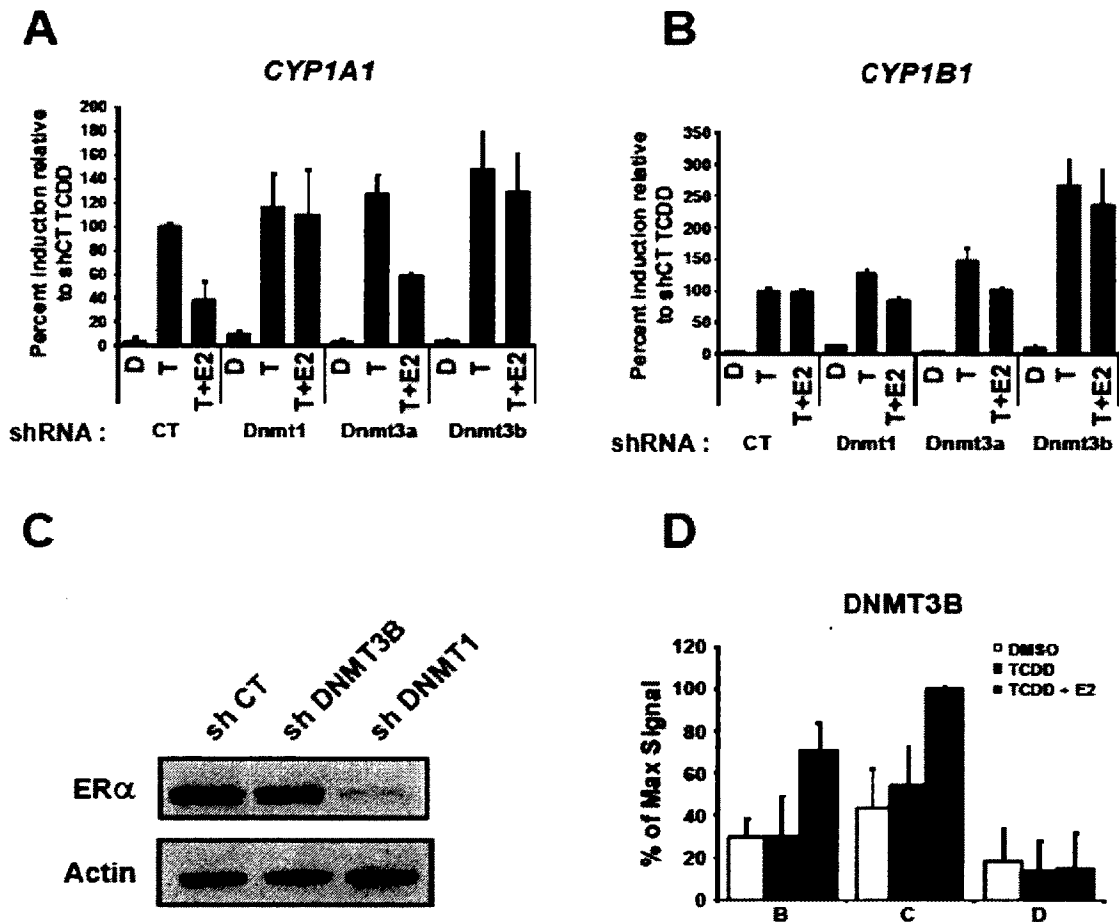 A
CYP1A1
Percent induction relative
to shCT TCDD
200
180
160
140
120
100
80
60
40
20
0
D
T
T+E2
D
T
T+E2
D
T
T+E2
D
T
T+E2
shRNA :
CT
Dnmt1
Dnmt3a
Dnmt3b
B
CYP1B1
Percent induction relative
to shCT TCDD
350
300
250
200
150
100
50
0
D
T
T+E2
D
T
T+E2
D
T
T+E2
D
T
T+E2
shRNA :
CT
Dnmt1
Dnmt3a
Dnmt3b
C
sh CT
sh DNMT3B
sh DNMT1
ERα
Actin
D
DNMT3B
% of Max Signal
120
100
80
60
40
20
0
DMSO
TCDD
TCDD + E2
B
C
D